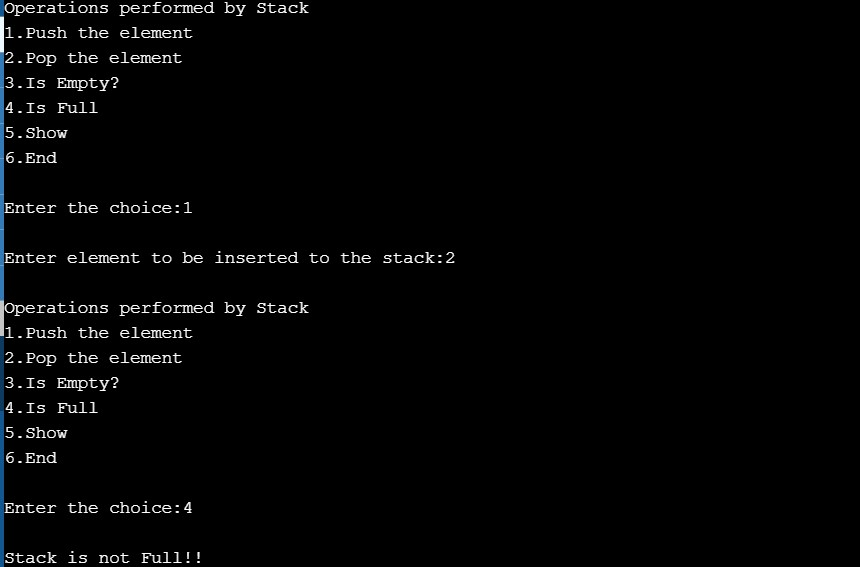 Operations performed by Stack
1.Push the element
2.Pop the element
3.Is Empty?
4.Is Full
5.Show
6.End
Enter the choice:1
Enter element to be inserted to the stack:2
Operations performed by Stack
1.Push the element
2.Pop the element
3.Is Empty?
4.Is Full
5.Show
6.End
Enter the choice:4
Stack is not Full!!